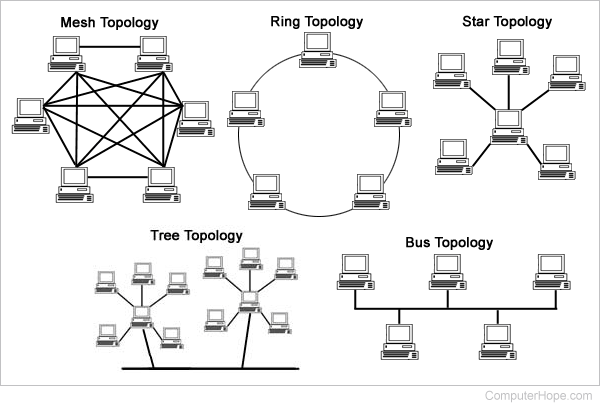 Mesh Topology
Ring Topology
Star Topology
Tree Topology
Bus Topology
ComputerHope.com